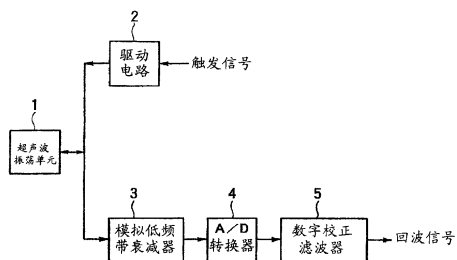 2
驱动
电路
触发信号
1
超声波
振荡单元
3
模拟低频
带衰减器
4
A/D
转换器
5
数字校正
滤波器
回波信号